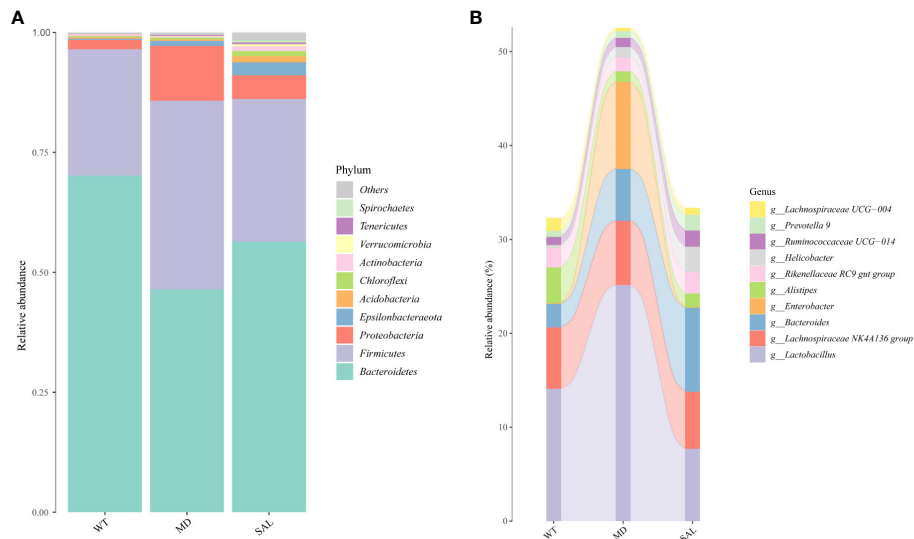 A
Relative abundance
1.00
0.75
0.50
0.25
0.00
WT
MD
SAL
Phylum
Others
Spirochaetes
Tenericutes
Verrucomicrobia
Actinobacteria
Chloroflexi
Acidobacteria
Epsilonbacteraeota
Proteobacteria
Firmicutes
Bacteroidetes
B
Relative abundance (%)
50
40
30
20
10
0
WT
MD
SAL
Genus
g__Lachnospiraceae UCG−004
g__Prevotella 9
g__Ruminococcaceae UCG−014
g__Helicobacter
g__Rikenellaceae RC9 gut group
g__Alistipes
g__Enterobacter
g__Bacteroides
g__Lachnospiraceae NK4A136 group
g__Lactobacillus